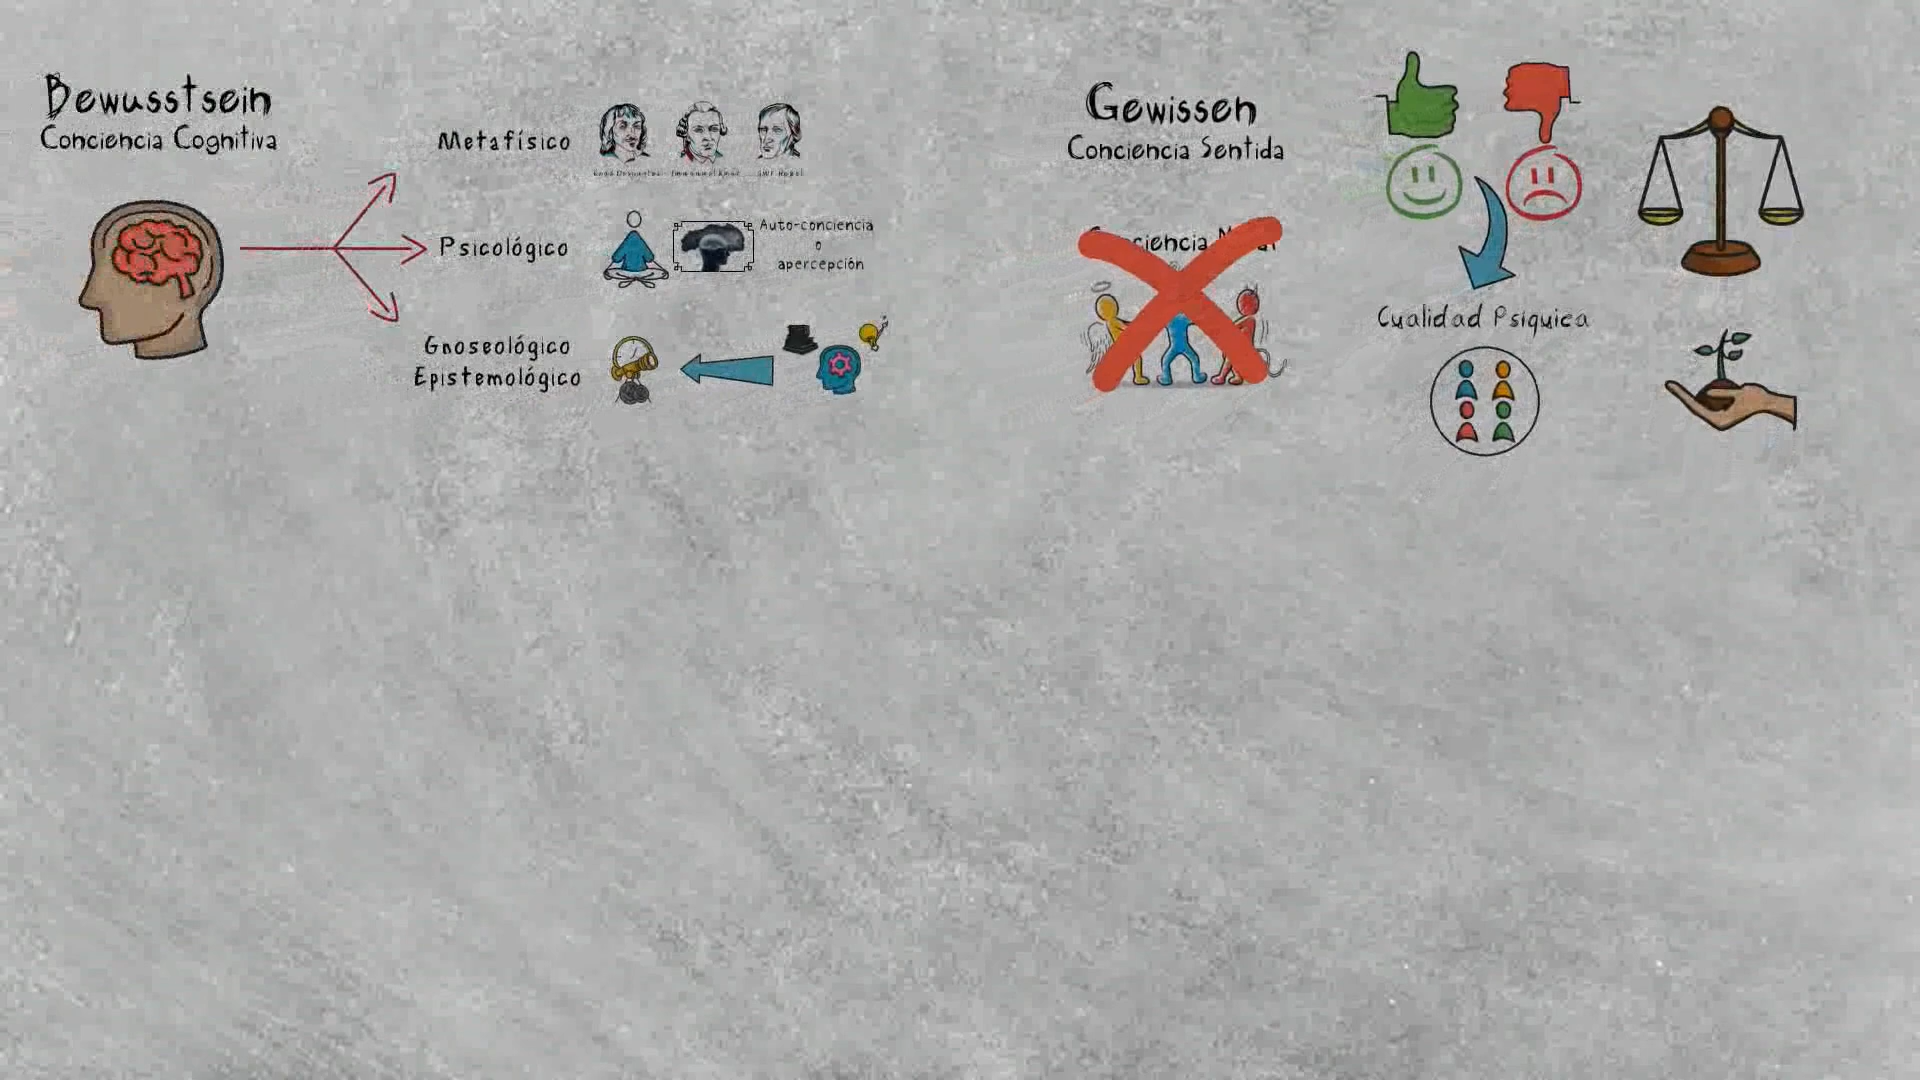 Bewusstsein
Conciencia Cognitiva
Metafísico
Psicológico
Auto-conciencia
o
apercepción
Gnoseológico
Epistemológico
Gewissen
Conciencia Sentida
Cualidad Psiquica